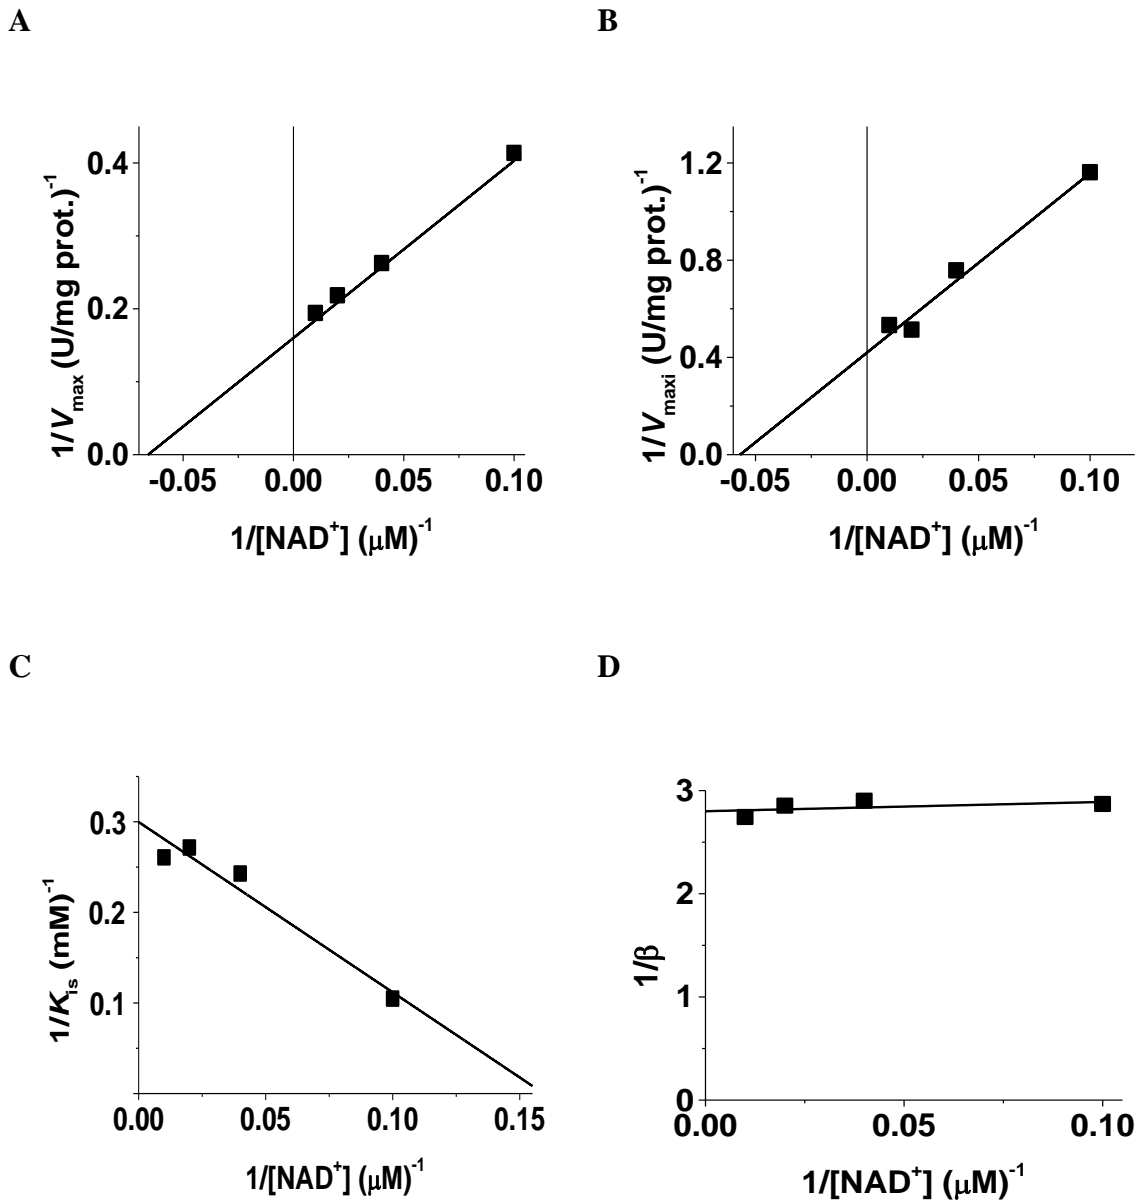 A
B
1/Vmax (U/mg prot.)-1
0.4
0.2
0.0
-0.05 0.00 0.05 0.10
1/[NAD+] (μM)-1
1/Vmaxi (U/mg prot.)-1
1.2
0.8
0.4
0.0
-0.05 0.00 0.05 0.10
1/[NAD+] (μM)-1
C
D
1/Kis (mM)-1
0.3
0.2
0.1
0.00 0.05 0.10 0.15
1/[NAD+] (μM)-1
1/β
3
2
1
0
0.00 0.05 0.10
1/[NAD+] (μM)-1